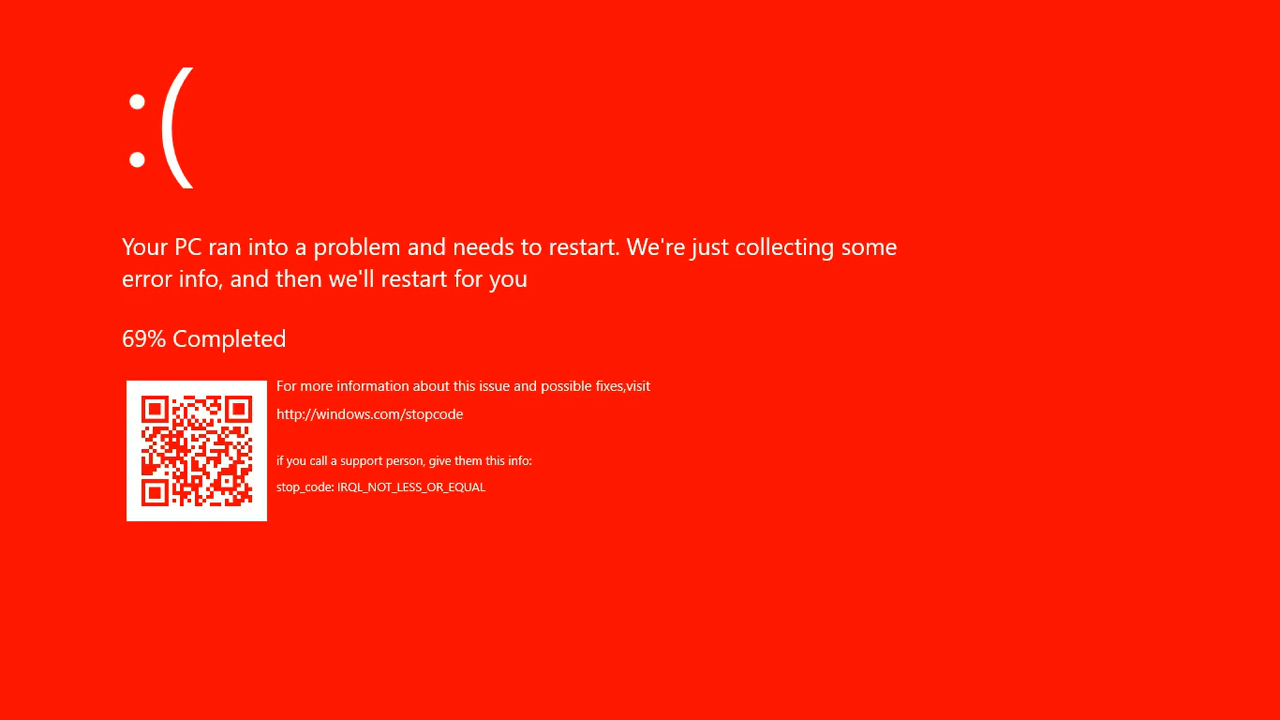 :(
Your PC ran into a problem and needs to restart. We're just collecting some
error info, and then we'll restart for you
69% Completed
For more information about this issue and possible fixes,visit
http://windows.com/stopcode
if you call a support person, give them this info:
stop_code: IRQL_NOT_LESS_OR_EQUAL